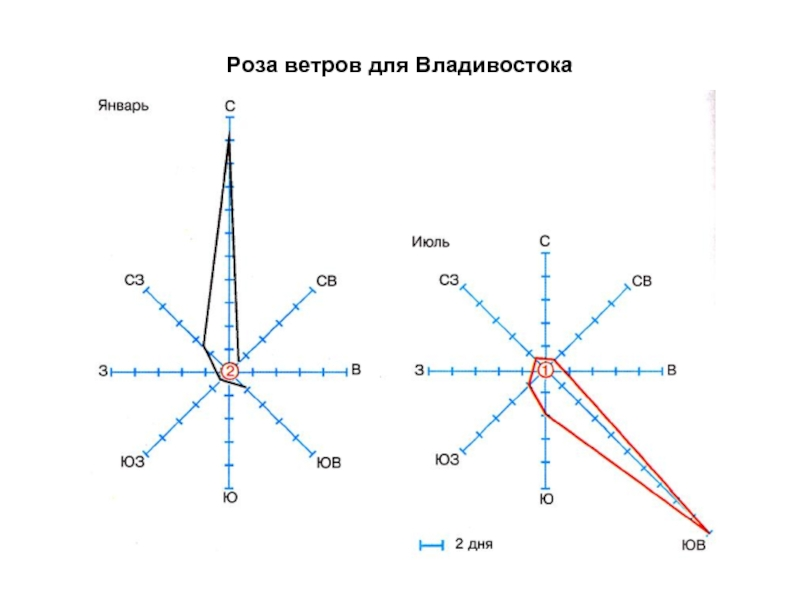 Роза ветров для Владивостока
Январь
С
СЗ
СВ
З
2
В
ЮЗ
ЮВ
Ю
Июль
С
СЗ
СВ
З
1
В
ЮЗ
Ю
ЮВ
2 дня